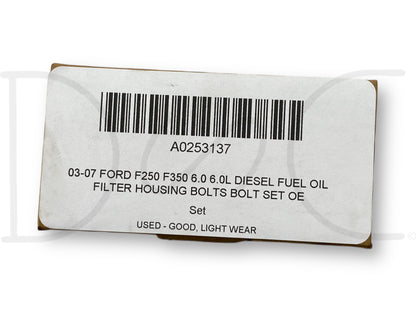 A0253137
03-07 FORD F250 F350 6.0 6.0L DIESEL FUEL OIL
FILTER HOUSING BOLTS BOLT SET OE
Set
USED - GOOD, LIGHT WEAR